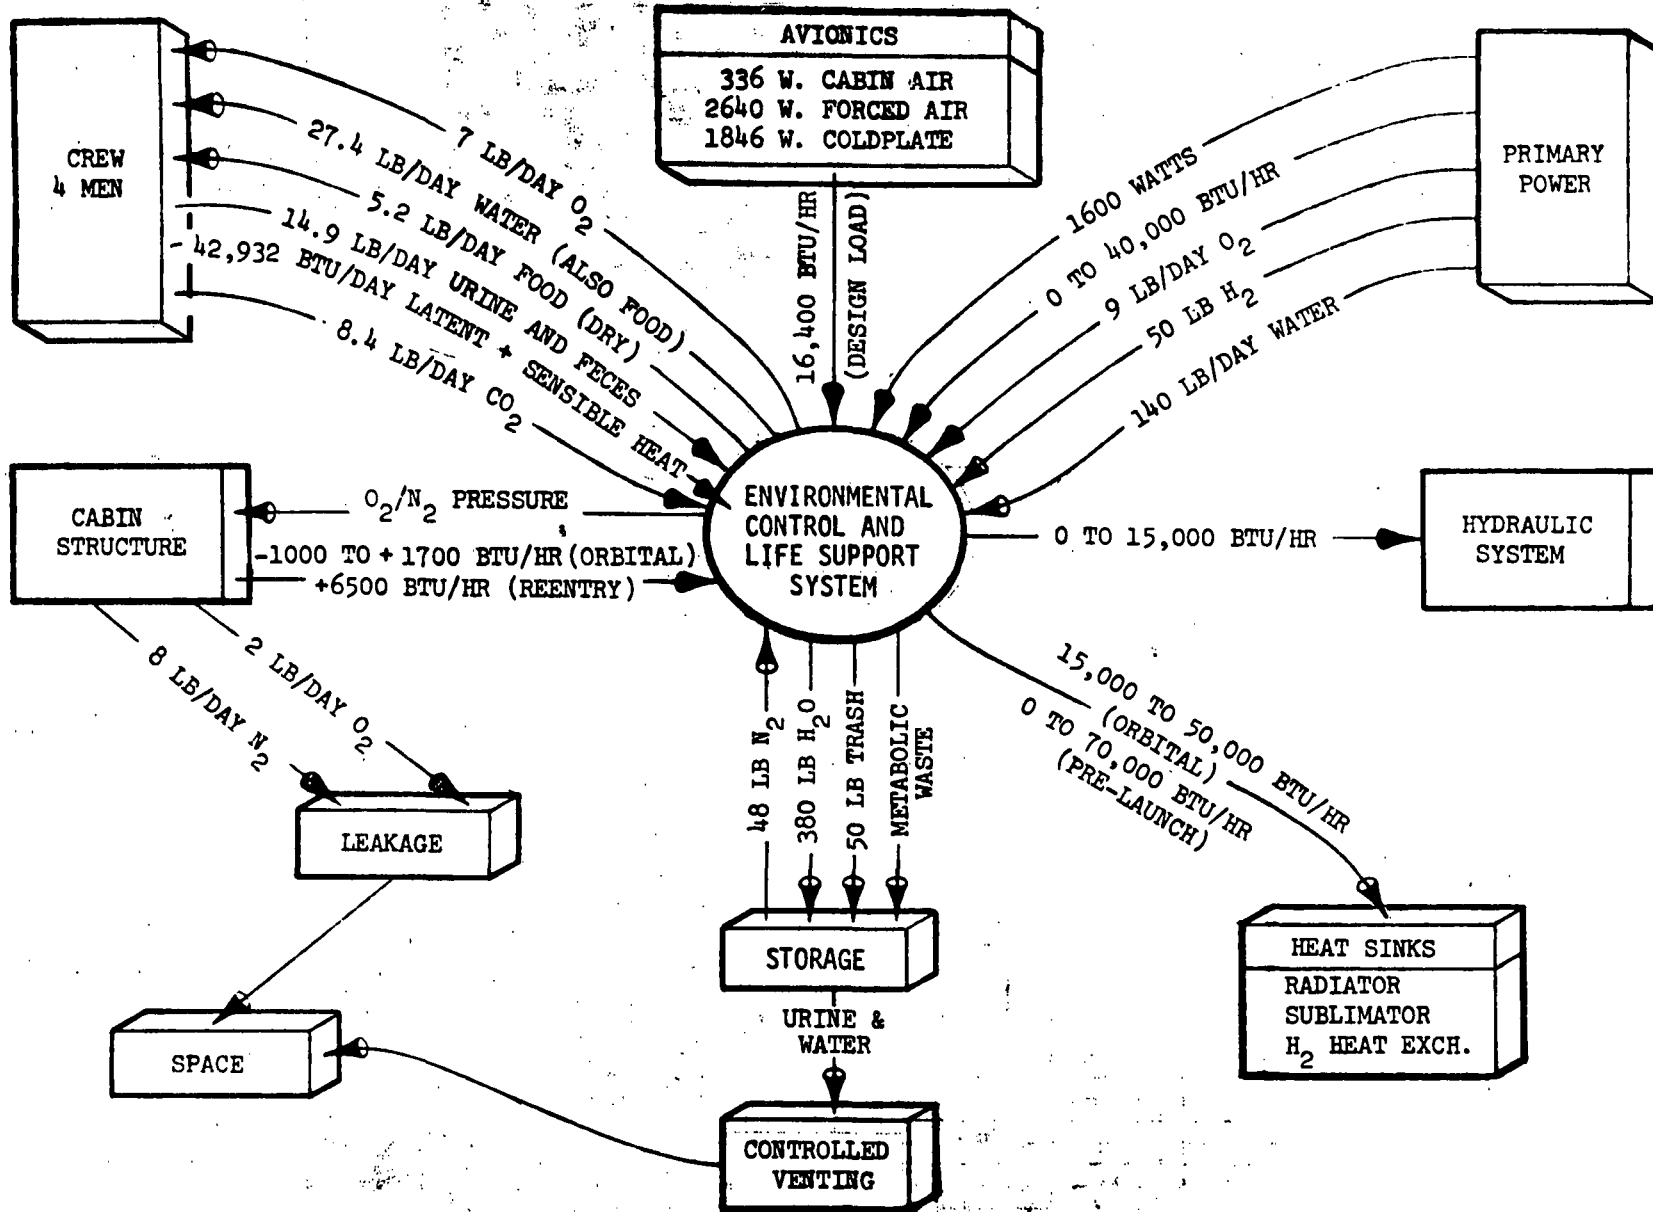 AVIONICS
336 W. CABIN AIR
2640 W. FORCED AIR
1846 W. COLDPLATE
CREW
4 MEN
PRIMARY
POWER
7 LB/DAY O2
27.4 LB/DAY WATER (ALSO FOOD)
5.2 LB/DAY FOOD (DRY)
14.9 LB/DAY URINE AND FECES
42,932 BTU/DAY LATENT + SENSIBLE HEAT
8.4 LB/DAY CO2
16,400 BTU/HR
(DESIGN LOAD)
1600 WATTS
0 TO 40,000 BTU/HR
9 LB/DAY O2
50 LB H2
140 LB/DAY WATER
CABIN
STRUCTURE
O2/N2 PRESSURE
-1000 TO + 1700 BTU/HR (ORBITAL)
+6500 BTU/HR (REENTRY)
ENVIRONMENTAL
CONTROL AND
LIFE SUPPORT
SYSTEM
0 TO 15,000 BTU/HR
HYDRAULIC
SYSTEM
8 LB/DAY N2
2 LB/DAY O2
48 LB N2
380 LB H2O
50 LB TRASH
METABOLIC
WASTE
15,000 TO 50,000 BTU/HR
(ORBITAL)
0 TO 70,000 BTU/HR
(PRE-LAUNCH)
LEAKAGE
STORAGE
HEAT SINKS
RADIATOR
SUBLIMATOR
H2 HEAT EXCH.
URINE &
WATER
SPACE
CONTROLLED
VENTING